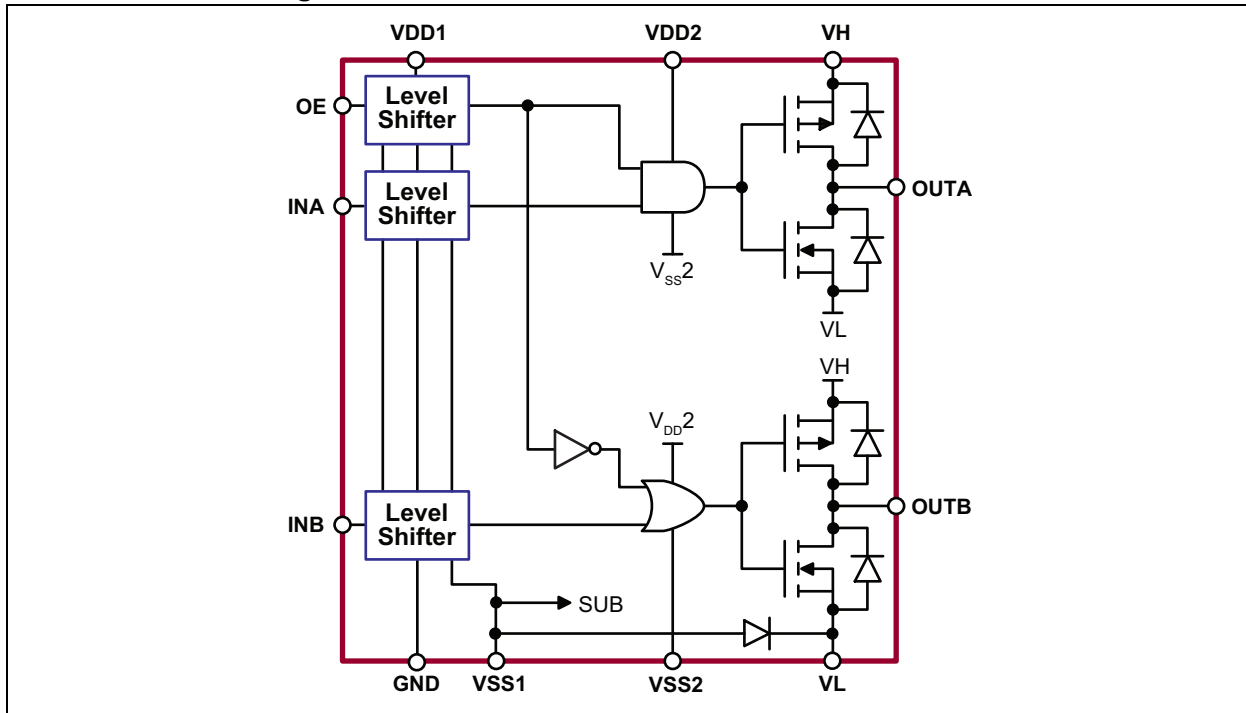 VDD1
VDD2
VH
OE
Level
Shifter
INA
Level
Shifter
OUTA
VSS2
VL
VH
VDD2
INB
Level
Shifter
OUTB
SUB
GND
VSS1
VSS2
VL